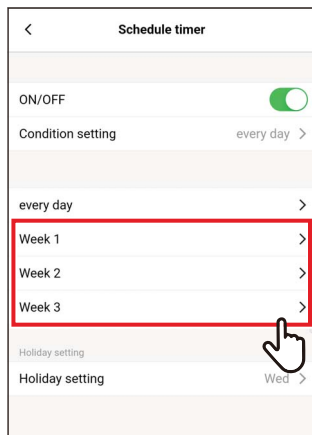 Schedule timer
ON/OFF
Condition setting every day
every day
Week 1
Week 2
Week 3
Holiday setting
Holiday setting Wed